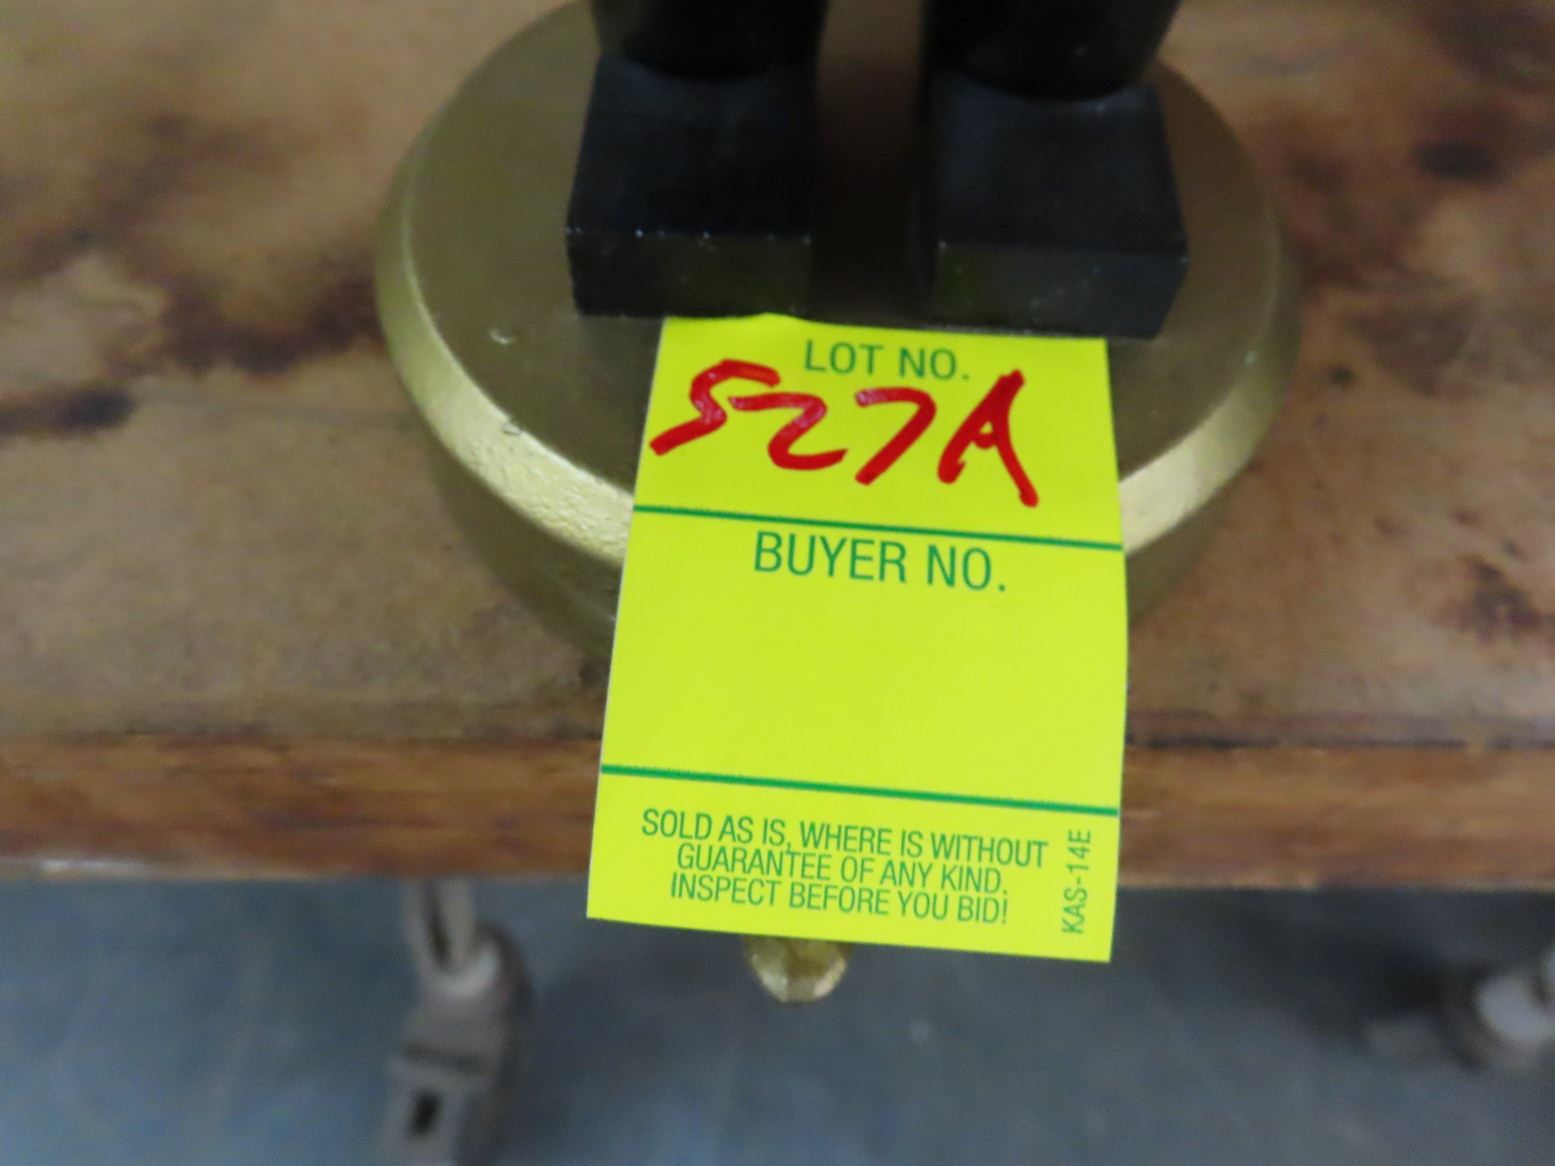 LOT NO.
527A
BUYER NO.
SOLD AS IS, WHERE IS WITHOUT
GUARANTEE OF ANY KIND.
INSPECT BEFORE YOU BID!
KAS-14E